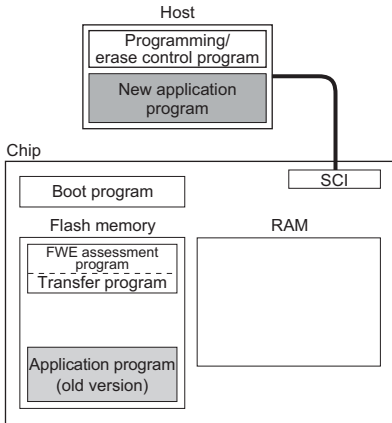 Host
Programming/
erase control program
New application
program
Chip
SCI
Boot program
Flash memory
RAM
FWE assessment
program
Transfer program
Application program
(old version)